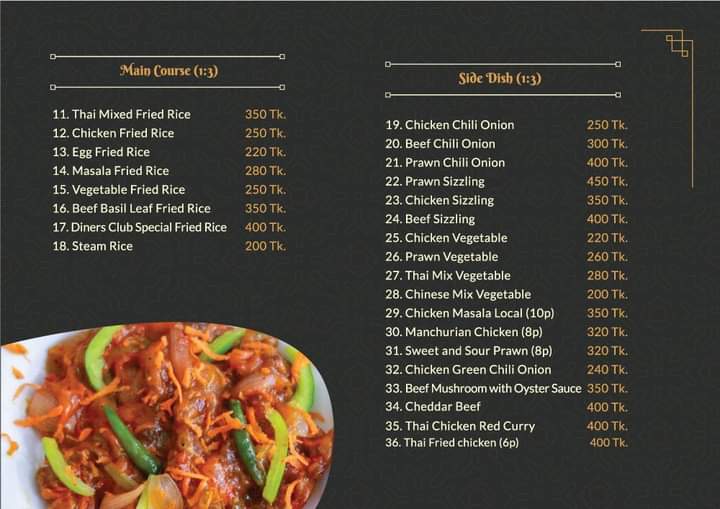 Main Course (1:3)
11. Thai Mixed Fried Rice 350 Tk.
12. Chicken Fried Rice 250 Tk.
13. Egg Fried Rice 220 Tk.
14. Masala Fried Rice 280 Tk.
15. Vegetable Fried Rice 250 Tk.
16. Beef Basil Leaf Fried Rice 350 Tk.
17. Diners Club Special Fried Rice 400 Tk.
18. Steam Rice 200 Tk.
Side Dish (1:3)
19. Chicken Chili Onion 250 Tk.
20. Beef Chili Onion 300 Tk.
21. Prawn Chili Onion 400 Tk.
22. Prawn Sizzling 450 Tk.
23. Chicken Sizzling 350 Tk.
24. Beef Sizzling 400 Tk.
25. Chicken Vegetable 220 Tk.
26. Prawn Vegetable 260 Tk.
27. Thai Mix Vegetable 280 Tk.
28. Chinese Mix Vegetable 200 Tk.
29. Chicken Masala Local (10p) 350 Tk.
30. Manchurian Chicken (8p) 320 Tk.
31. Sweet and Sour Prawn (8p) 320 Tk.
32. Chicken Green Chili Onion 240 Tk.
33. Beef Mushroom with Oyster Sauce 350 Tk.
34. Cheddar Beef 400 Tk.
35. Thai Chicken Red Curry 400 Tk.
36. Thai Fried chicken (6p) 400 Tk.